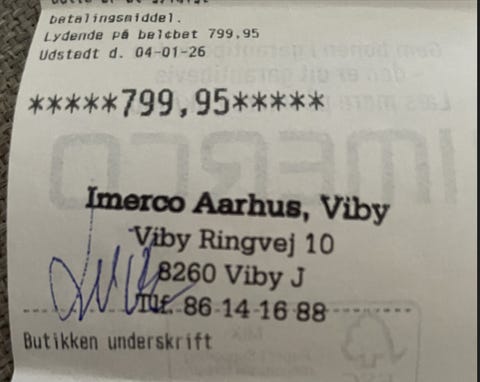 betalingsmiddel.
Lydende på beløbet 799,95
Udstedt d. 04-01-26
*****799,95*****
Imerco Aarhus, Viby
Viby Ringvej 10
8260 Viby J
Tlf. 86 14 16 88
Butikken underskrift